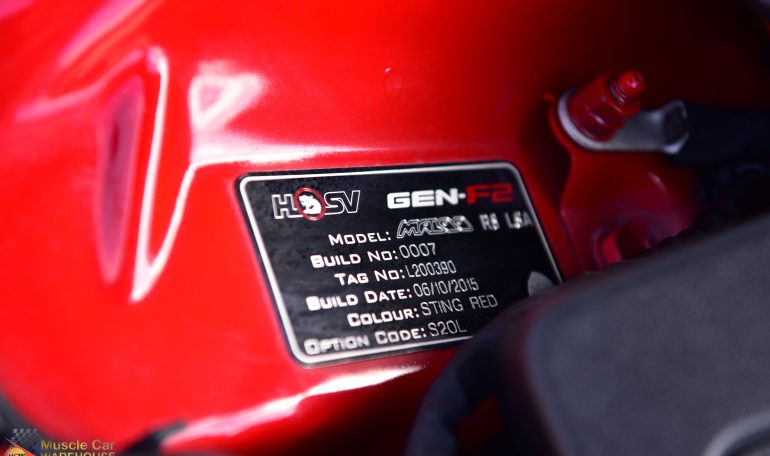 HSV GEN-F2
MODEL: MALOO R8 LSA
BUILD NO: 0007
TAG NO: L200390
BUILD DATE: 06/10/2015
COLOUR: STING RED
OPTION CODE: S20L
Muscle Car
WAREHOUSE